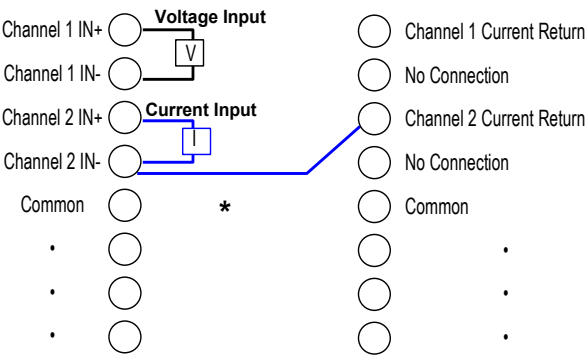 Voltage Input
Channel 1 IN+
V
Channel 1 IN-
Channel 2 IN+
Current Input
I
Channel 2 IN-
Common
*
•
•
•
Channel 1 Current Return
No Connection
Channel 2 Current Return
No Connection
Common
•
•
•